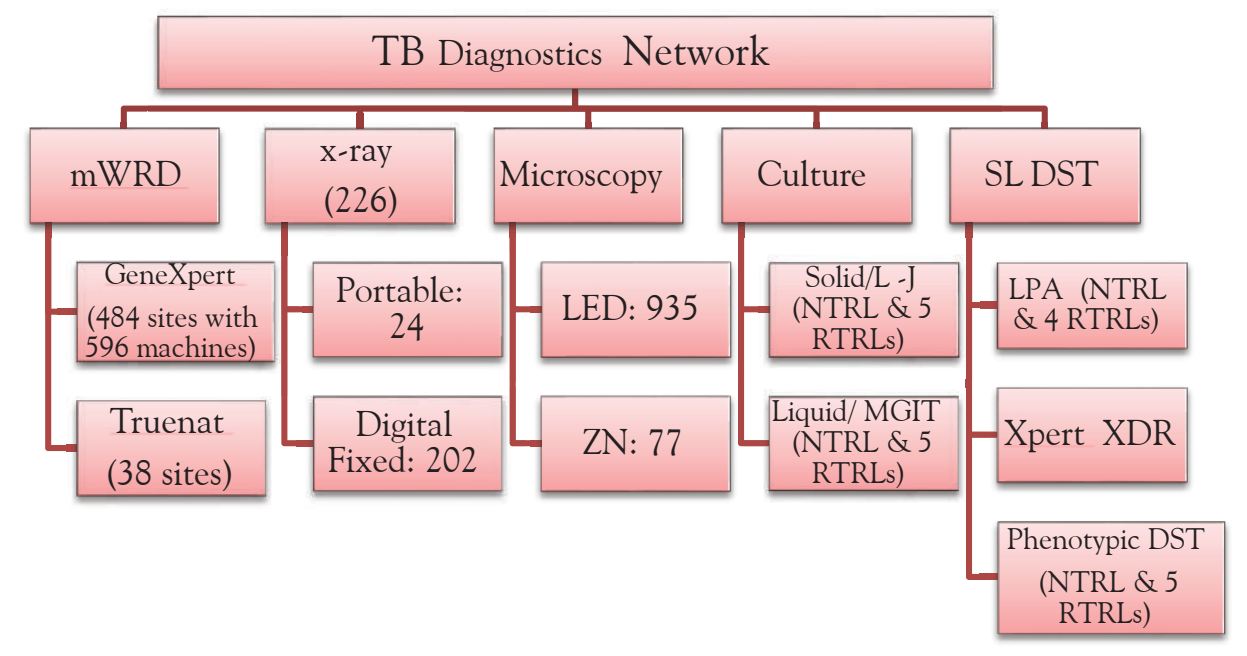 TB Diagnostics Network
mWRD
x-ray
(226)
Microscopy
Culture
SL DST
GeneXpert
(484 sites with
596 machines)
Truenat
(38 sites)
Portable:
24
Digital
Fixed: 202
LED: 935
ZN: 77
Solid/L -J
(NTRL & 5
RTRLs)
Liquid/ MGIT
(NTRL & 5
RTRLs)
LPA (NTRL
& 4 RTRLs)
Xpert XDR
Phenotypic DST
(NTRL & 5
RTRLs)